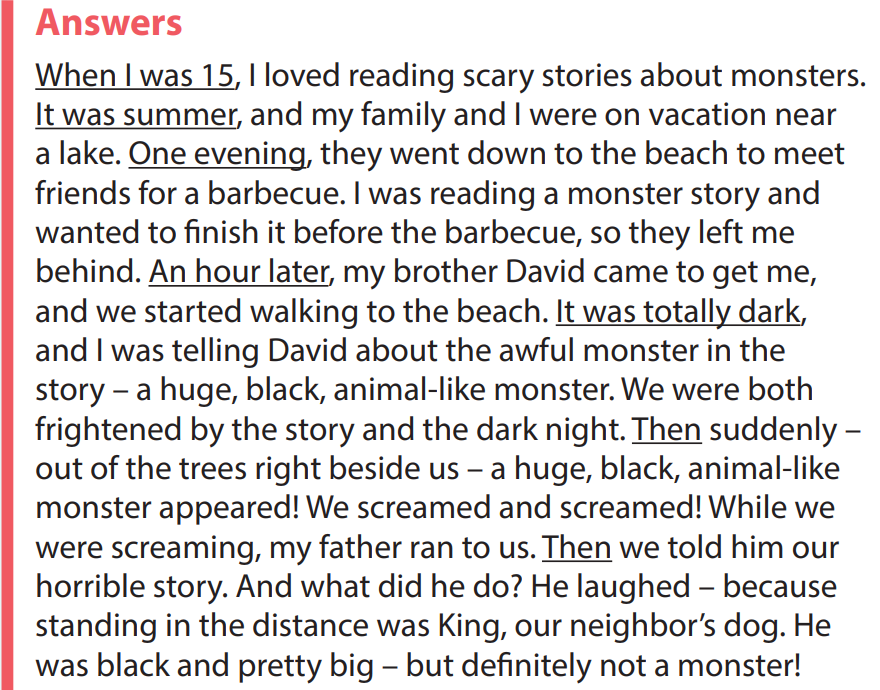 Answers
When I was 15, I loved reading scary stories about monsters.
It was summer, and my family and I were on vacation near
a lake. One evening, they went down to the beach to meet
friends for a barbecue. I was reading a monster story and
wanted to finish it before the barbecue, so they left me
behind. An hour later, my brother David came to get me,
and we started walking to the beach. It was totally dark,
and I was telling David about the awful monster in the
story – a huge, black, animal-like monster. We were both
frightened by the story and the dark night. Then suddenly –
out of the trees right beside us – a huge, black, animal-like
monster appeared! We screamed and screamed! While we
were screaming, my father ran to us. Then we told him our
horrible story. And what did he do? He laughed – because
standing in the distance was King, our neighbor’s dog. He
was black and pretty big – but definitely not a monster!